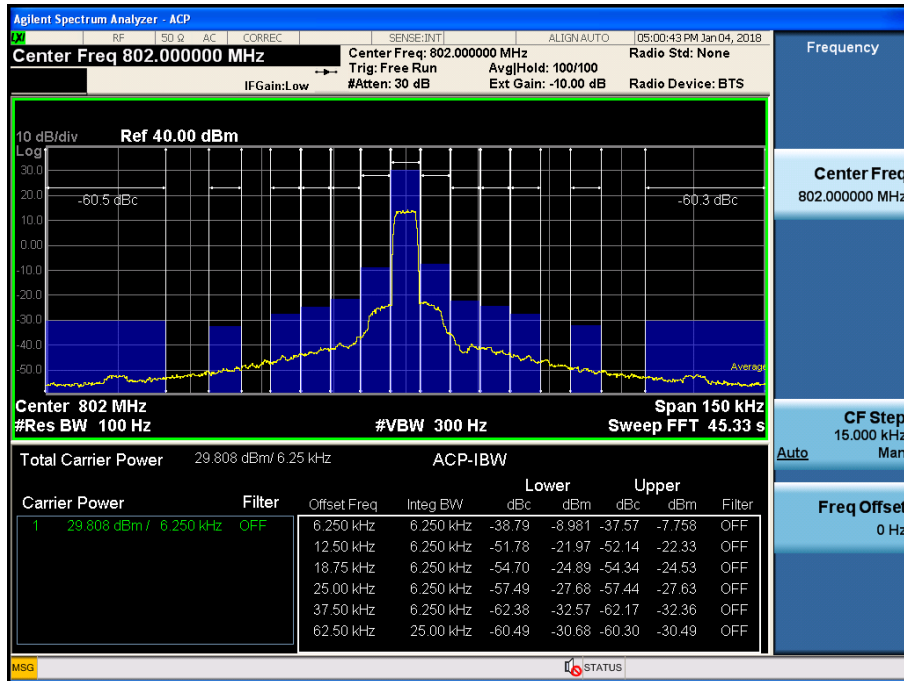 Agilent Spectrum Analyzer - ACP
LXI RF 50 Ω AC CORREC SENSE:INT ALIGN AUTO 05:00:43 PM Jan 04, 2018
Center Freq 802.000000 MHz
Center Freq: 802.000000 MHz Radio Std: None
Trig: Free Run Avg|Hold: 100/100
IFGain:Low #Atten: 30 dB Ext Gain: -10.00 dB Radio Device: BTS
Frequency
10 dB/div Ref 40.00 dBm
Log
30.0
20.0
-60.5 dBc -60.3 dBc
10.0
0.00
-10.0
-20.0
-30.0
-40.0
-50.0
Average
Center Freq
802.000000 MHz
Center 802 MHz Span 150 kHz
#Res BW 100 Hz #VBW 300 Hz Sweep FFT 45.33 s
CF Step
15.000 kHz
Auto Man
Total Carrier Power 29.808 dBm/ 6.25 kHz ACP-IBW
Lower Upper
Carrier Power Filter Offset Freq Integ BW dBc dBm dBc dBm Filter
1 29.808 dBm / 6.250 kHz OFF 6.250 kHz 6.250 kHz -38.79 -8.981 -37.57 -7.758 OFF
12.50 kHz 6.250 kHz -51.78 -21.97 -52.14 -22.33 OFF
18.75 kHz 6.250 kHz -54.70 -24.89 -54.34 -24.53 OFF
25.00 kHz 6.250 kHz -57.49 -27.68 -57.44 -27.63 OFF
37.50 kHz 6.250 kHz -62.38 -32.57 -62.17 -32.36 OFF
62.50 kHz 25.00 kHz -60.49 -30.68 -60.30 -30.49 OFF
Freq Offset
0 Hz
MSG STATUS